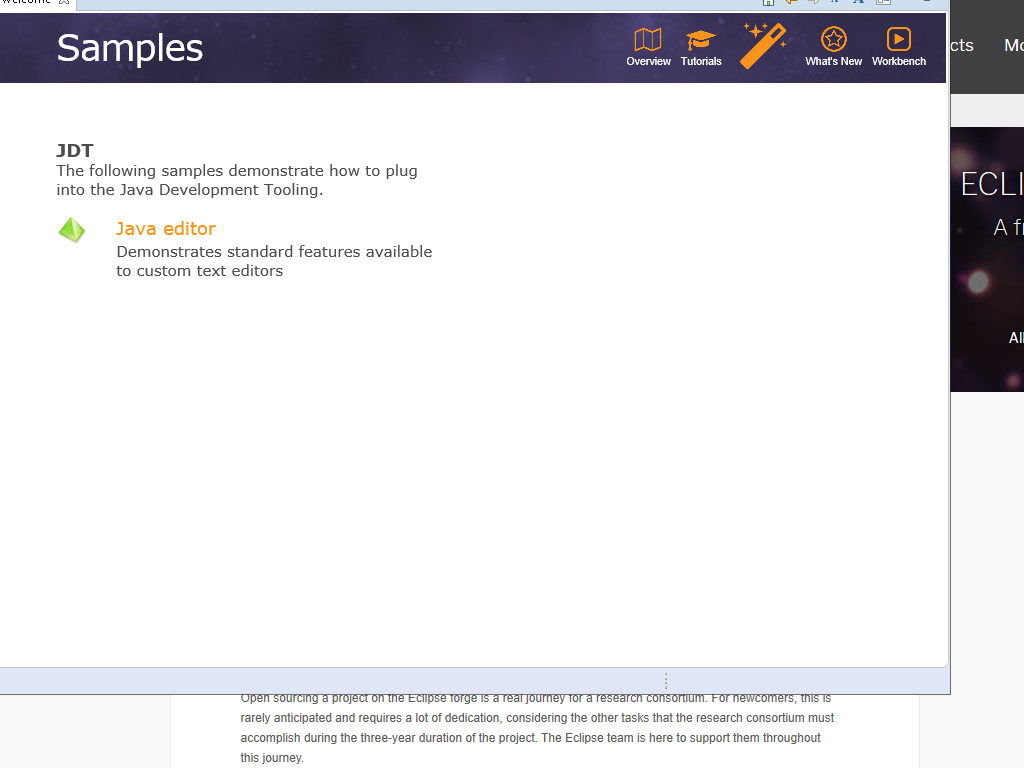 Samples
Overview
Tutorials
What's New
Workbench
cts
Mo
JDT
The following samples demonstrate how to plug
into the Java Development Tooling.
Java editor
Demonstrates standard features available
to custom text editors
ECLI
A fr
All
Open sourcing a project on the Eclipse forge is a real journey for a research consortium. For newcomers, this is
rarely anticipated and requires a lot of dedication, considering the other tasks that the research consortium must
accomplish during the three-year duration of the project. The Eclipse team is here to support them throughout
this journey.